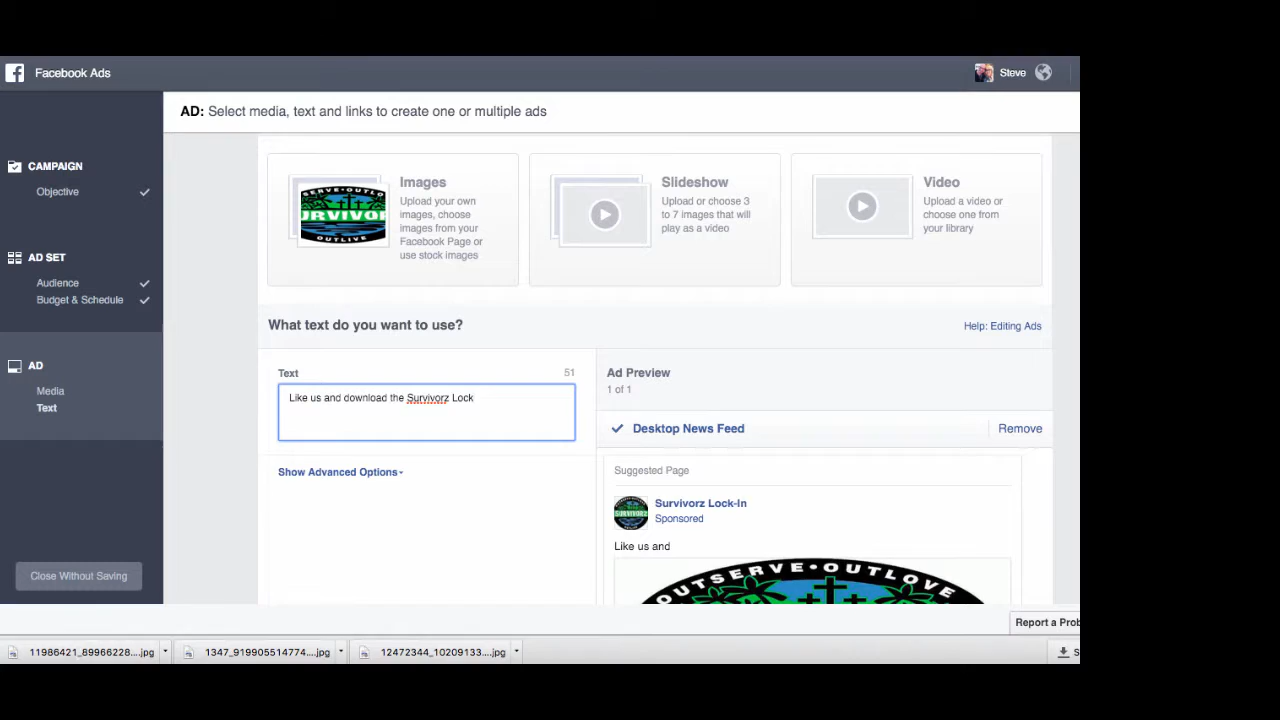 Facebook Ads
Steve
AD: Select media, text and links to create one or multiple ads
CAMPAIGN
Objective
AD SET
Audience
Budget & Schedule
AD
Media
Text
Close Without Saving
SERVE·OUTLO
URVIVOR
OUTLIVE
Images
Upload your own
images, choose
images from your
Facebook Page or
use stock images
Slideshow
Upload or choose 3
to 7 images that will
play as a video
Video
Upload a video or
choose one from
your library
What text do you want to use?
Help: Editing Ads
Text
51
Like us and download the Survivorz Lock
Show Advanced Options
Ad Preview
1 of 1
Desktop News Feed
Remove
Suggested Page
SURVIVORZ
Survivorz Lock-In
Sponsored
Like us and
OUTSERVE·OUTLOVE
Report a Prob
11986421_89966228....jpg
1347_919905514774....jpg
12472344_10209133....jpg
S